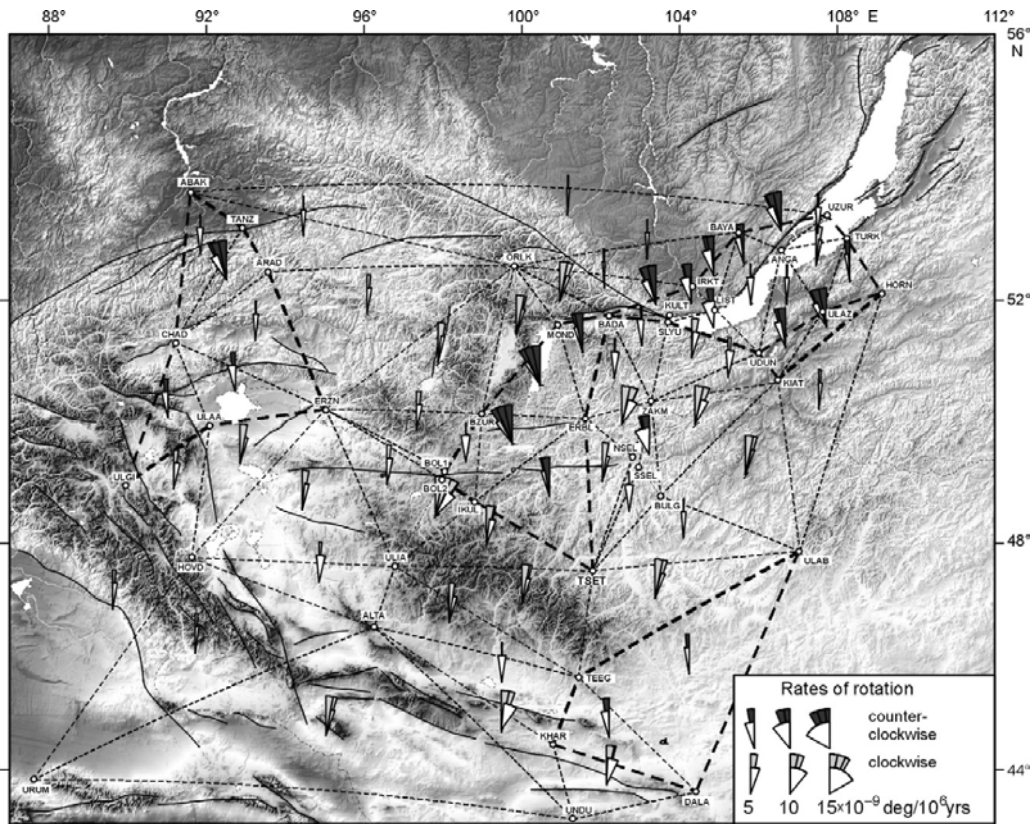 88° 92° 96° 100° 104° 108° E 112°
56°
N
ABAK
UZUR
TANZ
BAYA
TURK
ARAD
ORLK
ANGA
IRKT
HORN
52°
LIST
KULT
BADA
ULAZ
MOND
SLYU
CHAD
UDUN
KIAT
ERZN
ZAKM
BZUR
ERBL
ULAA
NSEL
BOL1
SSEL
ULGI
BOL2
IKUL
BULG
48°
HOVD
ULIA
ULAB
TSET
ALTA
TEEG
Rates of rotation
counter-
clockwise
KHAR
clockwise
44°
URUM
DALA
5 10 15×10⁻⁹ deg/10⁶yrs
UNDU